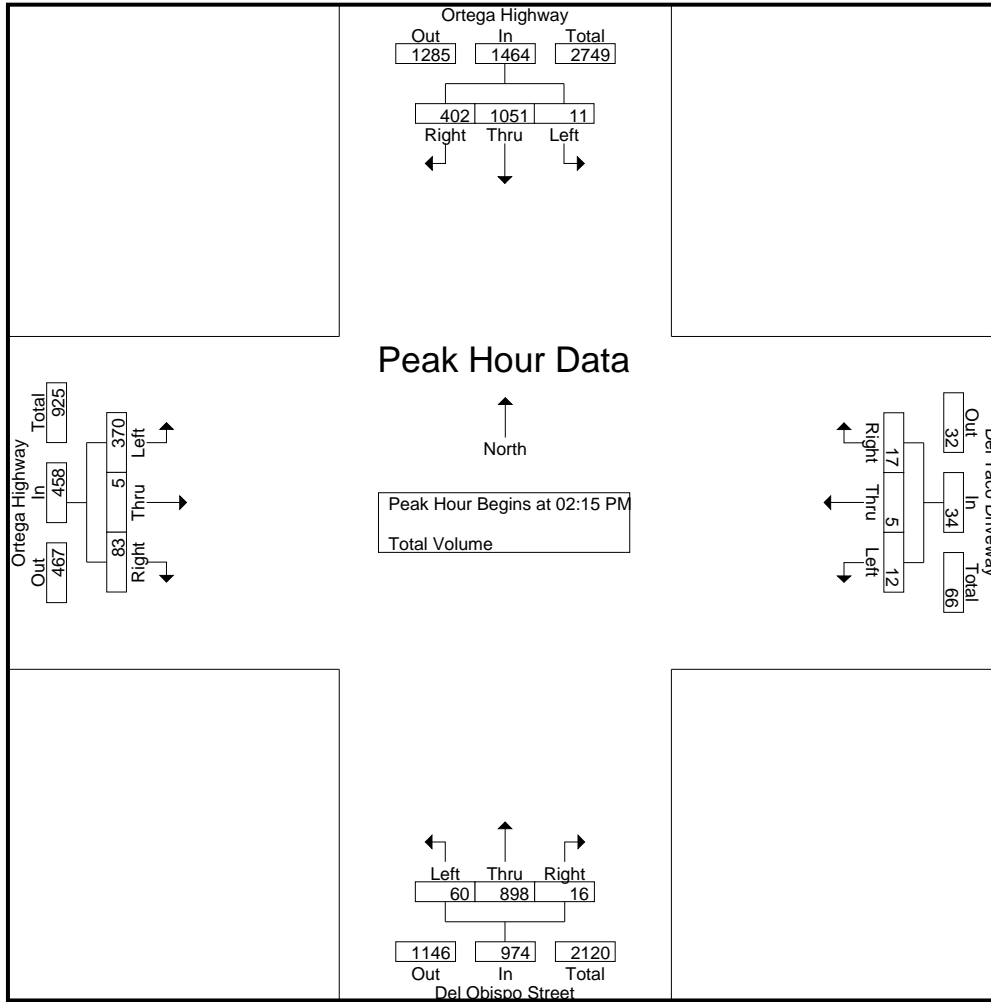 Ortega Highway
Out In Total
1285 1464 2749
402 1051 11
Right Thru Left
Peak Hour Data
North
Peak Hour Begins at 02:15 PM
Total Volume
Ortega Highway
Total In Out
925 458 467
370 5 83
Left Thru Right
Del Taco Driveway
Out In Total
32 34 66
17 5 12
Right Thru Left
Left Thru Right
60 898 16
1146 974 2120
Out In Total
Del Obispo Street